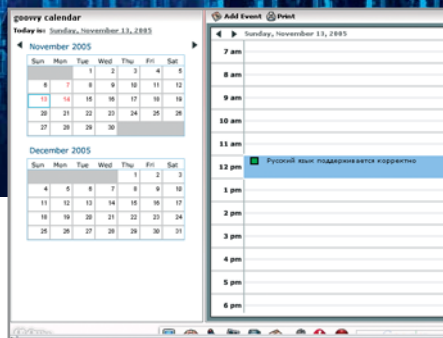 goovy calendar
Today is: Sunday, November 13, 2005
November 2005
Sun Mon Tue Wed Thu Fri Sat
1 2 3 4 5
6 7 8 9 10 11 12
13 14 15 16 17 18 19
20 21 22 23 24 25 26
27 28 29 30
December 2005
Sun Mon Tue Wed Thu Fri Sat
1 2 3
4 5 6 7 8 9 10
11 12 13 14 15 16 17
18 19 20 21 22 23 24
25 26 27 28 29 30 31
Add Event Print
Sunday, November 13, 2005
7 am
8 am
9 am
10 am
11 am
12 pm Русский язык поддерживается корректно
1 pm
2 pm
3 pm
4 pm
5 pm
6 pm